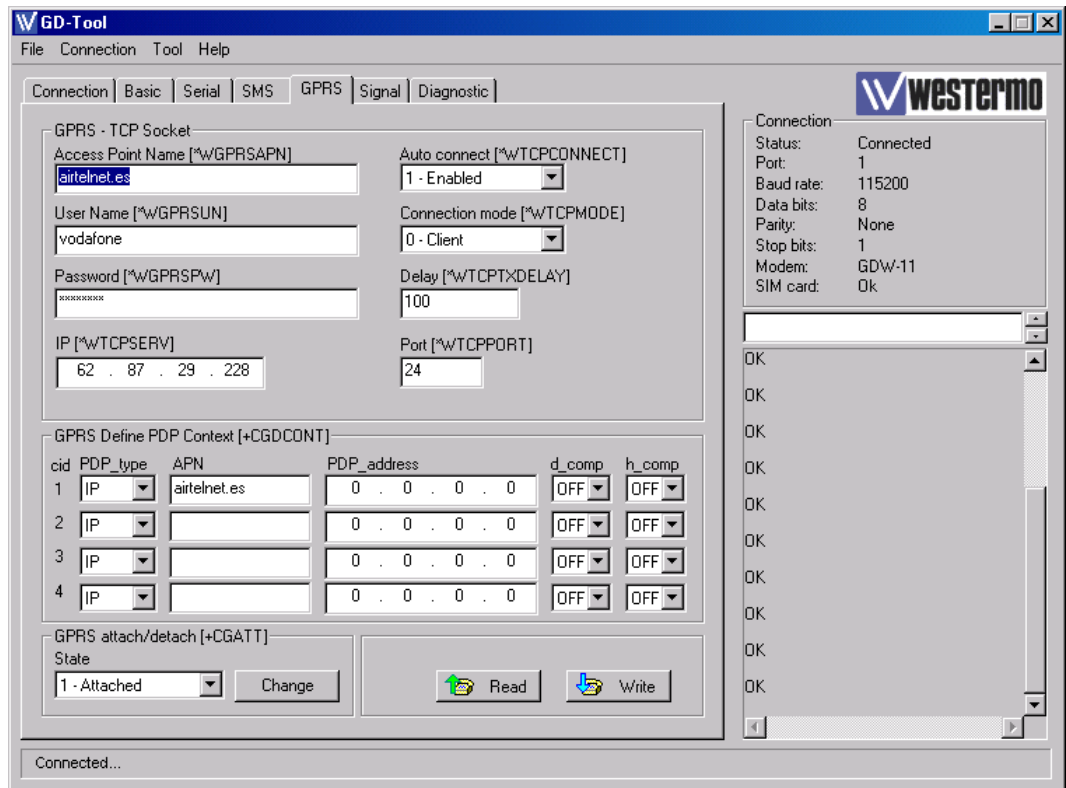 GD-Tool
File Connection Tool Help
Connection Basic Serial SMS GPRS Signal Diagnostic
GPRS - TCP Socket
Access Point Name [*WGPRSAPN] Auto connect [*WTCPCONNECT]
airtelnet.es 1 - Enabled
User Name [*WGPRSUN] Connection mode [*WTCPMODE]
vodafone 0 - Client
Password [*WGPRSPW] Delay [*WTCPTXDELAY]
******** 100
IP [*WTCPSERV] Port [*WTCPPORT]
62 . 87 . 29 . 228 24
GPRS Define PDP Context [+CGDCONT]
cid PDP_type APN PDP_address d_comp h_comp
1 IP airtelnet.es 0 . 0 . 0 . 0 OFF OFF
2 IP 0 . 0 . 0 . 0 OFF OFF
3 IP 0 . 0 . 0 . 0 OFF OFF
4 IP 0 . 0 . 0 . 0 OFF OFF
GPRS attach/detach [+CGATT]
State
1 - Attached Change Read Write
westermo
Connection
Status: Connected
Port: 1
Baud rate: 115200
Data bits: 8
Parity: None
Stop bits: 1
Modem: GDW-11
SIM card: Ok
OK
OK
OK
OK
OK
OK
OK
OK
OK
OK
Connected...